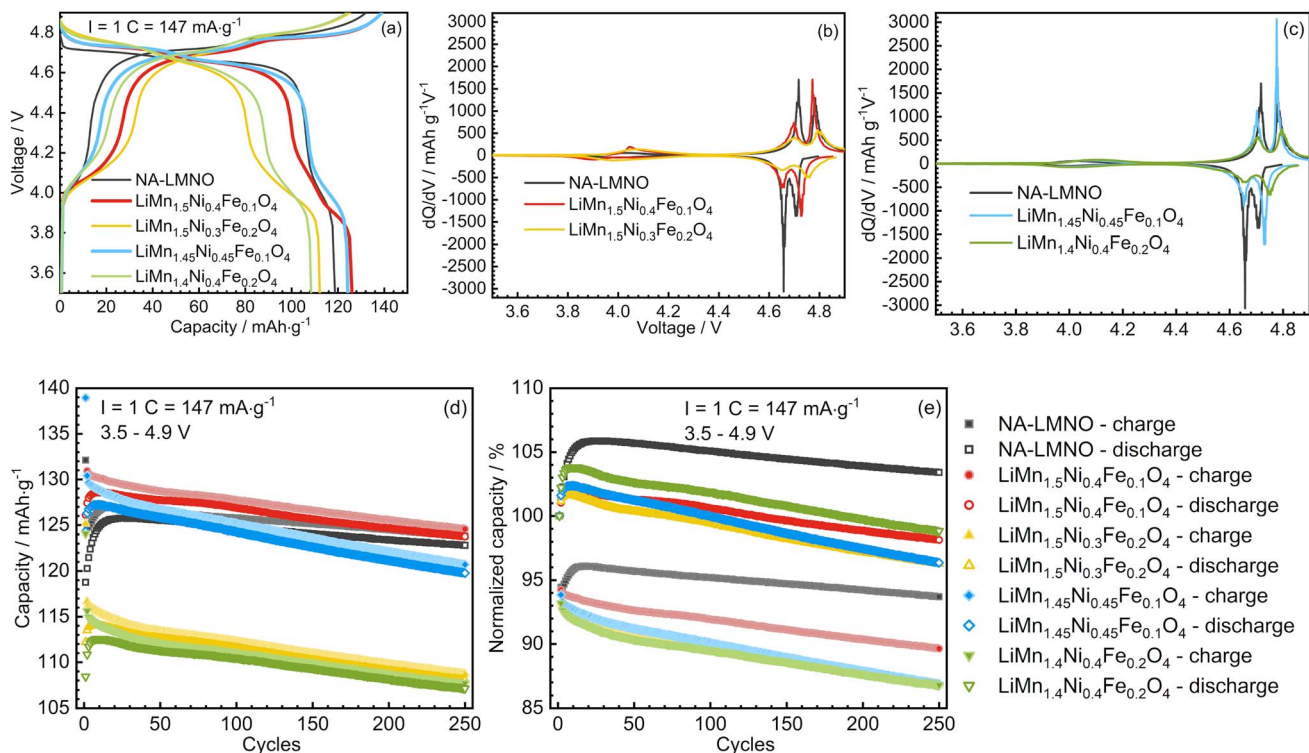 I = 1 C = 147 mA·g⁻¹
(a)
4.8
4.6
4.4
4.2
4.0
3.8
3.6
Voltage / V
NA-LMNO
LiMn₁.₅Ni₀.₄Fe₀.₁O₄
LiMn₁.₅Ni₀.₃Fe₀.₂O₄
LiMn₁.₄₅Ni₀.₄₅Fe₀.₁O₄
LiMn₁.₄Ni₀.₄Fe₀.₂O₄
0 20 40 60 80 100 120 140
Capacity / mAh·g⁻¹
(b)
3000
2500
2000
1500
1000
500
0
-500
-1000
-1500
-2000
-2500
-3000
dQ/dV / mAh g⁻¹V⁻¹
NA-LMNO
LiMn₁.₅Ni₀.₄Fe₀.₁O₄
LiMn₁.₅Ni₀.₃Fe₀.₂O₄
3.6 3.8 4.0 4.2 4.4 4.6 4.8
Voltage / V
(c)
3000
2500
2000
1500
1000
500
0
-500
-1000
-1500
-2000
-2500
-3000
dQ/dV / mAh g⁻¹V⁻¹
NA-LMNO
LiMn₁.₄₅Ni₀.₄₅Fe₀.₁O₄
LiMn₁.₄Ni₀.₄Fe₀.₂O₄
3.6 3.8 4.0 4.2 4.4 4.6 4.8
I = 1 C = 147 mA·g⁻¹
3.5 - 4.9 V
(d)
140
135
130
125
120
115
110
105
Capacity / mAh·g⁻¹
0 50 100 150 200 250
Cycles
I = 1 C = 147 mA·g⁻¹
3.5 - 4.9 V
(e)
110
105
100
95
90
85
Normalized capacity / %
0 50 100 150 200 250
Cycles
NA-LMNO - charge
NA-LMNO - discharge
LiMn₁.₅Ni₀.₄Fe₀.₁O₄ - charge
LiMn₁.₅Ni₀.₄Fe₀.₁O₄ - discharge
LiMn₁.₅Ni₀.₃Fe₀.₂O₄ - charge
LiMn₁.₅Ni₀.₃Fe₀.₂O₄ - discharge
LiMn₁.₄₅Ni₀.₄₅Fe₀.₁O₄ - charge
LiMn₁.₄₅Ni₀.₄₅Fe₀.₁O₄ - discharge
LiMn₁.₄Ni₀.₄Fe₀.₂O₄ - charge
LiMn₁.₄Ni₀.₄Fe₀.₂O₄ - discharge